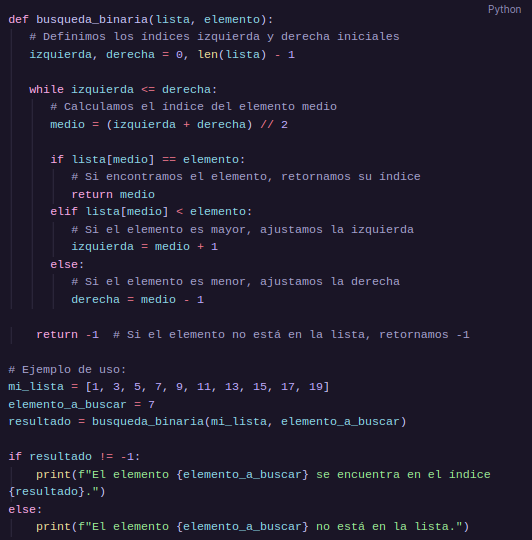 Python
def busqueda_binaria(lista, elemento):
    # Definimos los índices izquierda y derecha iniciales
    izquierda, derecha = 0, len(lista) - 1

    while izquierda <= derecha:
        # Calculamos el índice del elemento medio
        medio = (izquierda + derecha) // 2

        if lista[medio] == elemento:
            # Si encontramos el elemento, retornamos su índice
            return medio
        elif lista[medio] < elemento:
            # Si el elemento es mayor, ajustamos la izquierda
            izquierda = medio + 1
        else:
            # Si el elemento es menor, ajustamos la derecha
            derecha = medio - 1

    return -1  # Si el elemento no está en la lista, retornamos -1

# Ejemplo de uso:
mi_lista = [1, 3, 5, 7, 9, 11, 13, 15, 17, 19]
elemento_a_buscar = 7
resultado = busqueda_binaria(mi_lista, elemento_a_buscar)

if resultado != -1:
    print(f"El elemento {elemento_a_buscar} se encuentra en el índice
{resultado}.")
else:
    print(f"El elemento {elemento_a_buscar} no está en la lista.")